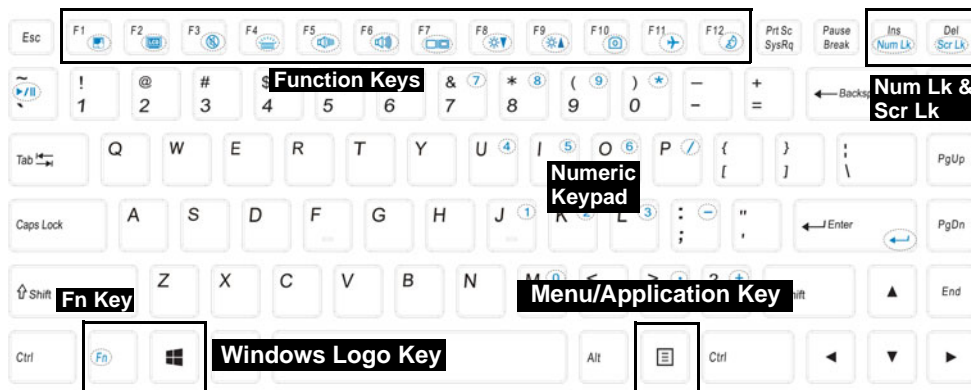 Esc F1 F2 LCD F3 F4 F5 F6 F7 F8 F9 F10 F11 F12 Prt Sc SysRq Pause Break Ins Num Lk Del Scr Lk
Function Keys
~ ` ! 1 @ 2 # 3 $ 4 5 6 & 7 7 * 8 8 ( 9 9 ) 0 * _ - + = Backsp
Num Lk &
Scr Lk
Tab Q W E R T Y U 4 I 5 O 6 P / { [ } ] ¦ \ PgUp
Numeric
Keypad
Caps Lock A S D F G H J 1 K 2 L 3 : ; - " ' Enter PgDn
Shift Z X C V B N M 0 < > . ? + ift End
Fn Key
Menu/Application Key
Ctrl Fn Alt Ctrl
Windows Logo Key